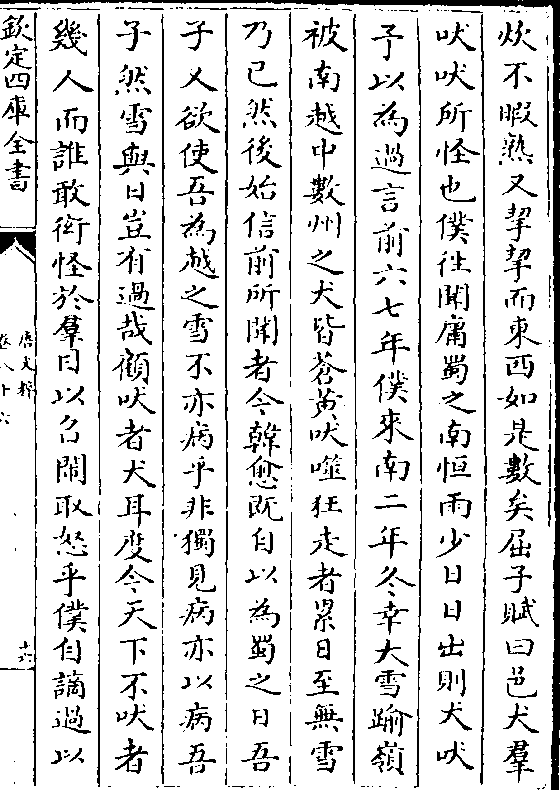 炊不暇熟又挈挈而東西如是數矣屈子賦曰邑犬羣
吠吠所怪也僕徃聞庸蜀之南恒雨少日日出則犬吠
予以為過言前六七年僕來南二年冬幸大雪踰嶺
被南越中數州之犬皆蒼黃吠噬狂走者累日至無雪
乃已然後始信前所聞者今韓愈既自以為蜀之日吾
子又欲使吾為越之雪不亦病乎非獨見病亦以病吾
子然雪與日豈有過哉顧吠者犬耳度今天下不吠者
幾人而誰敢衒怪於羣目以召鬧取怒乎僕自謫過以
欽定四庫全書
唐文粹
卷八十六
十六